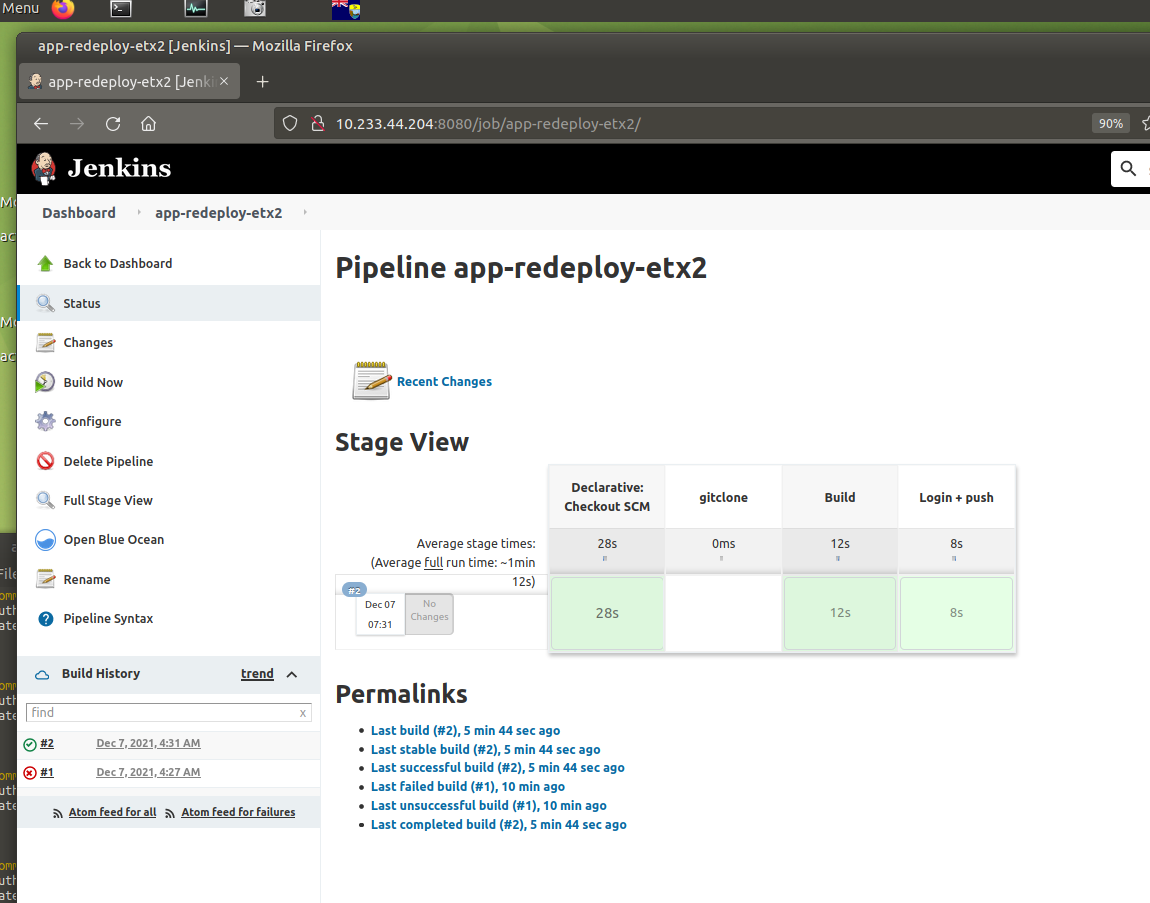 Menu
app-redeploy-etx2 [Jenkins] — Mozilla Firefox
app-redeploy-etx2 [Jenki
10.233.44.204:8080/job/app-redeploy-etx2/
90%
Jenkins
Dashboard
app-redeploy-etx2
Back to Dashboard
Status
Changes
Build Now
Configure
Delete Pipeline
Full Stage View
Open Blue Ocean
Rename
Pipeline Syntax
Build History
trend
find
x
#2
Dec 7, 2021, 4:31 AM
#1
Dec 7, 2021, 4:27 AM
Atom feed for all
Atom feed for failures
Pipeline app-redeploy-etx2
Recent Changes
Stage View
Declarative:
Checkout SCM
gitclone
Build
Login + push
Average stage times:
(Average full run time: ~1min
12s)
28s
0ms
12s
8s
#2
Dec 07
07:31
No
Changes
28s
12s
8s
Permalinks
Last build (#2), 5 min 44 sec ago
Last stable build (#2), 5 min 44 sec ago
Last successful build (#2), 5 min 44 sec ago
Last failed build (#1), 10 min ago
Last unsuccessful build (#1), 10 min ago
Last completed build (#2), 5 min 44 sec ago